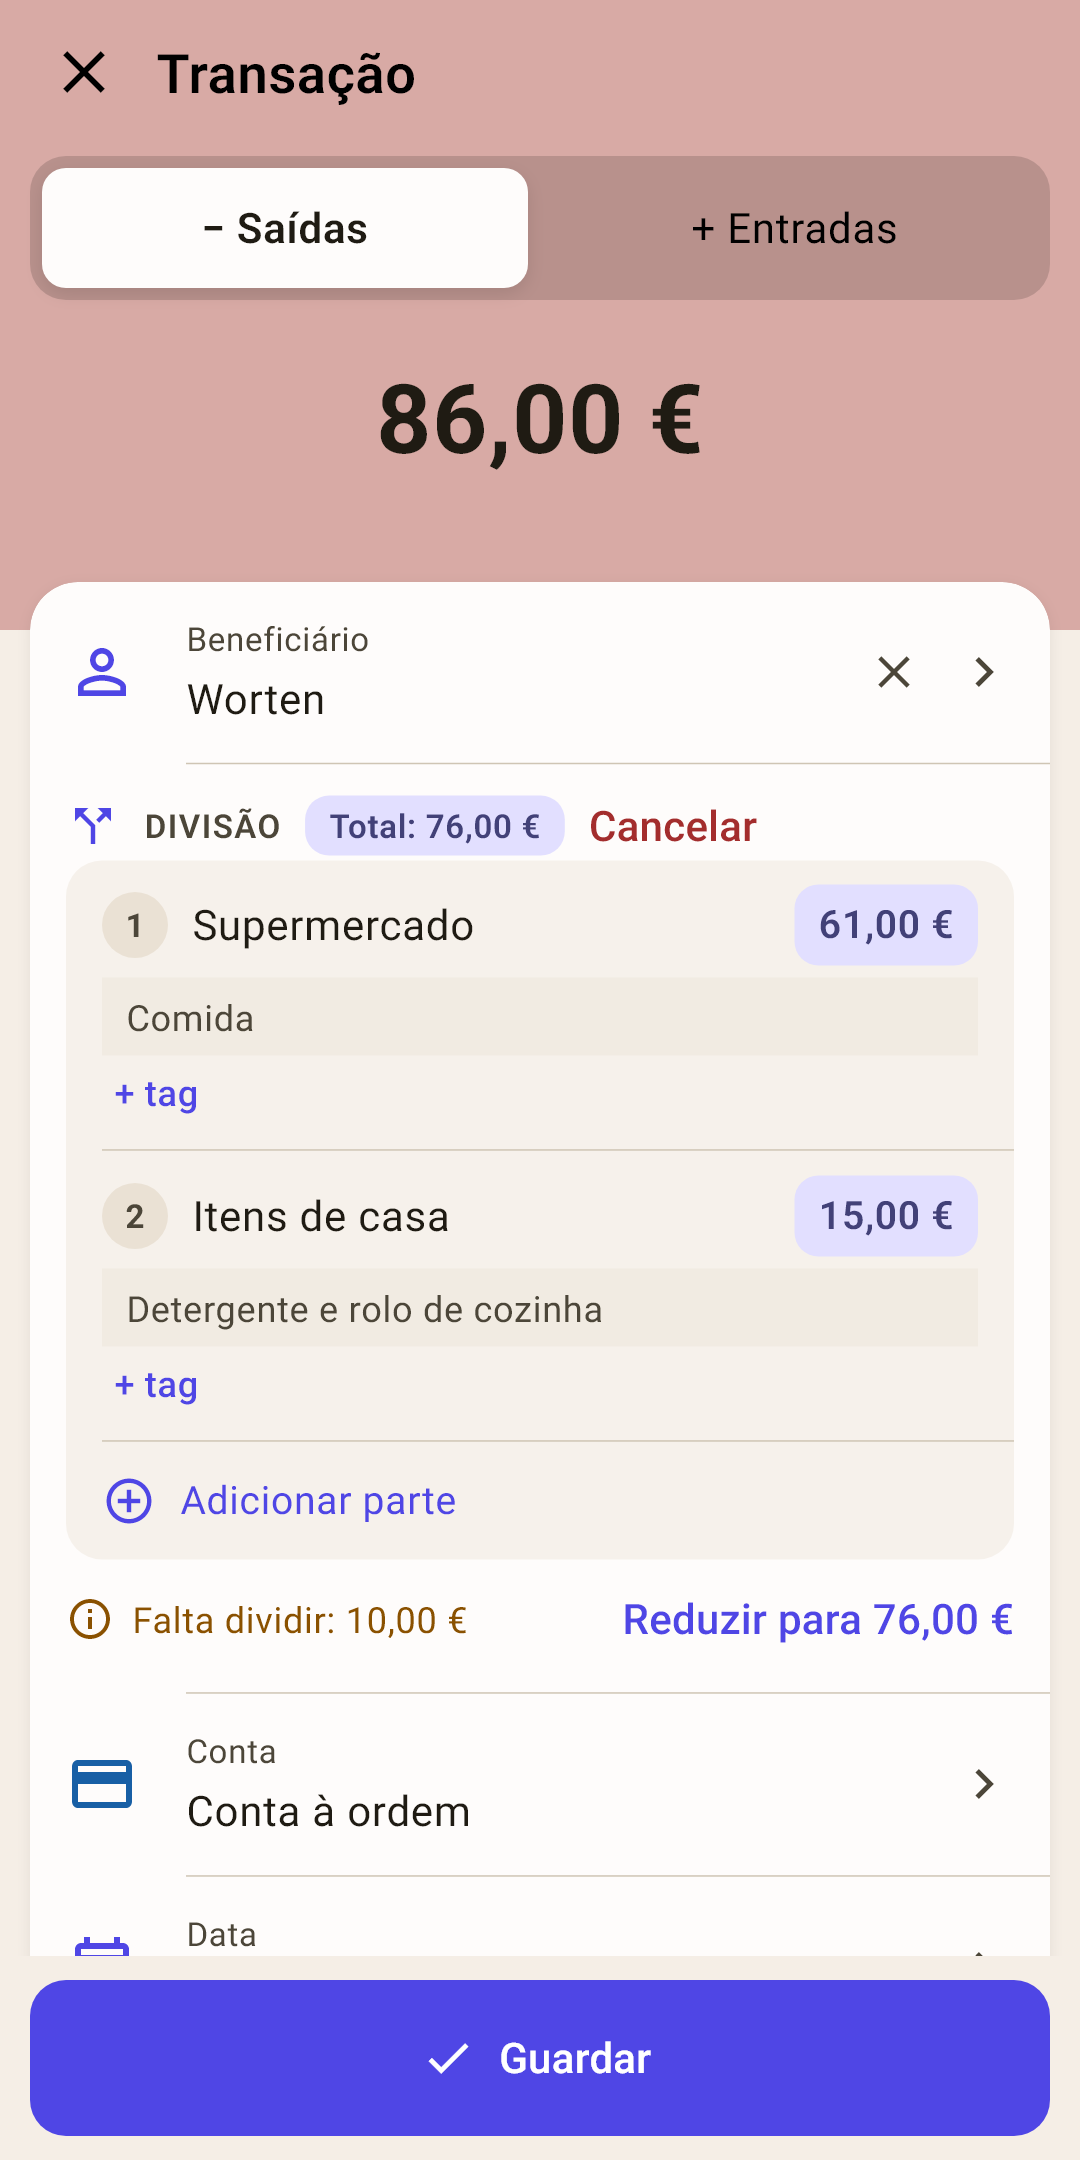 Transação
− Saídas
+ Entradas
86,00 €
Beneficiário
Worten
DIVISÃO Total: 76,00 € Cancelar
1 Supermercado 61,00 €
Comida
+ tag
2 Itens de casa 15,00 €
Detergente e rolo de cozinha
+ tag
Adicionar parte
Falta dividir: 10,00 € Reduzir para 76,00 €
Conta
Conta à ordem
Data
Guardar